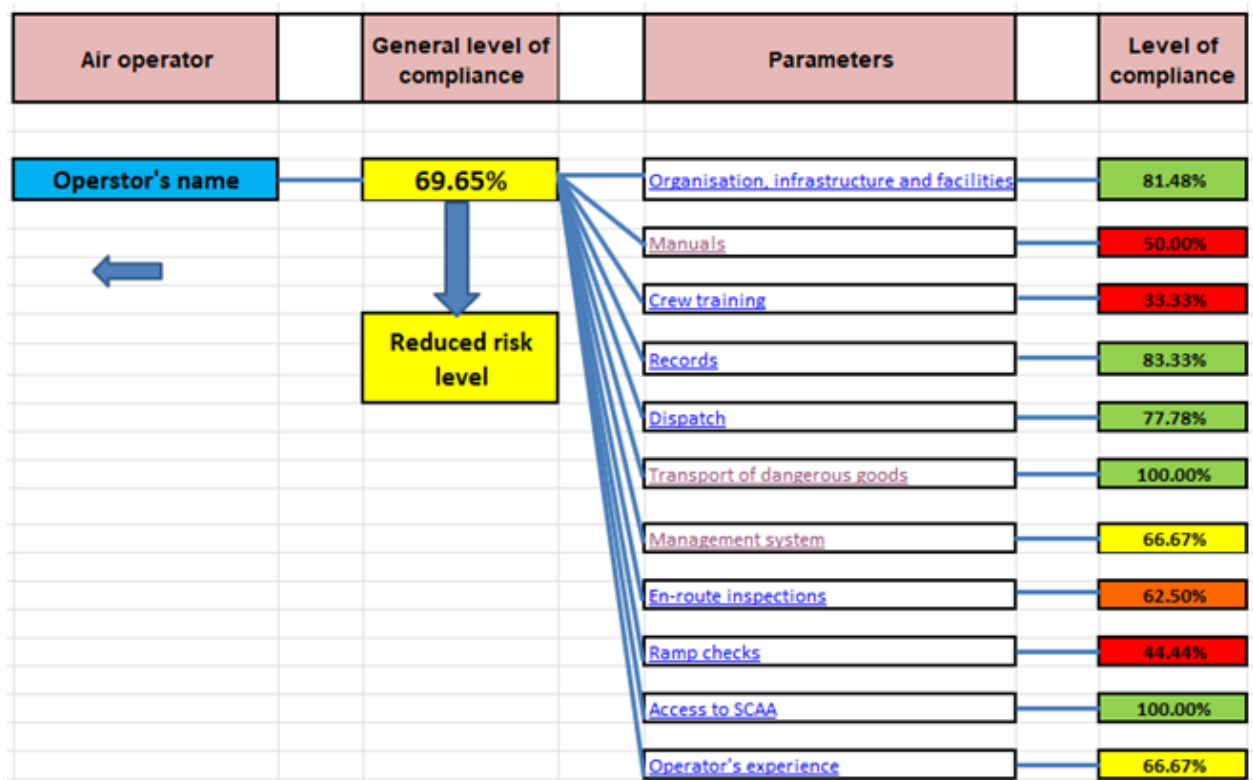 Air operator
General level of
compliance
Parameters
Level of
compliance
Operstor's name
69.65%
Organisation, infrastructure and facilities
81.48%
Manuals
50.00%
Crew training
33.33%
Reduced risk
level
Records
83.33%
Dispatch
77.78%
Transport of dangerous goods
100.00%
Management system
66.67%
En-route inspections
62.50%
Ramp checks
44.44%
Access to SCAA
100.00%
Operator's experience
66.67%